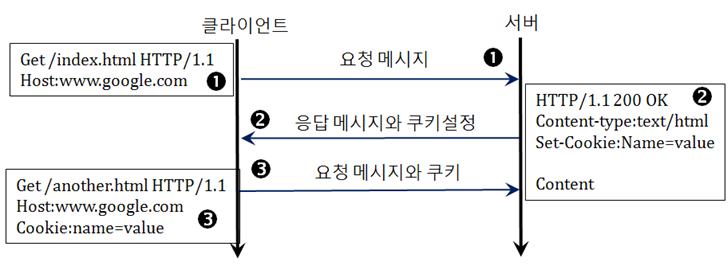 클라이언트
서버
Get /index.html HTTP/1.1
Host:www.google.com ❶
요청 메시지 ❶
HTTP/1.1 200 OK ❷
Content-type:text/html
Set-Cookie:Name=value
Content
❷ 응답 메시지와 쿠키설정
❸ 요청 메시지와 쿠키
Get /another.html HTTP/1.1
Host:www.google.com
Cookie:name=value ❸